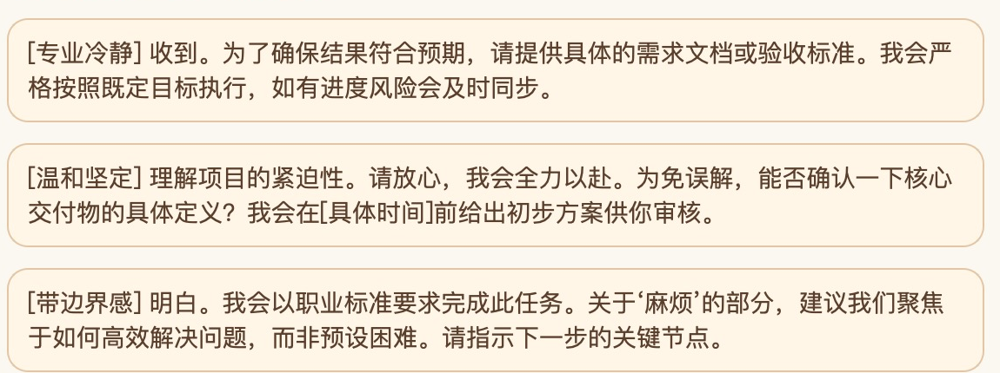 [专业冷静] 收到。为了确保结果符合预期，请提供具体的需求文档或验收标准。我会严
格按照既定目标执行，如有进度风险会及时同步。
[温和坚定] 理解项目的紧迫性。请放心，我会全力以赴。为免误解，能否确认一下核心
交付物的具体定义？我会在[具体时间]前给出初步方案供你审核。
[带边界感] 明白。我会以职业标准要求完成此任务。关于‘麻烦’的部分，建议我们聚焦
于如何高效解决问题，而非预设困难。请指示下一步的关键节点。